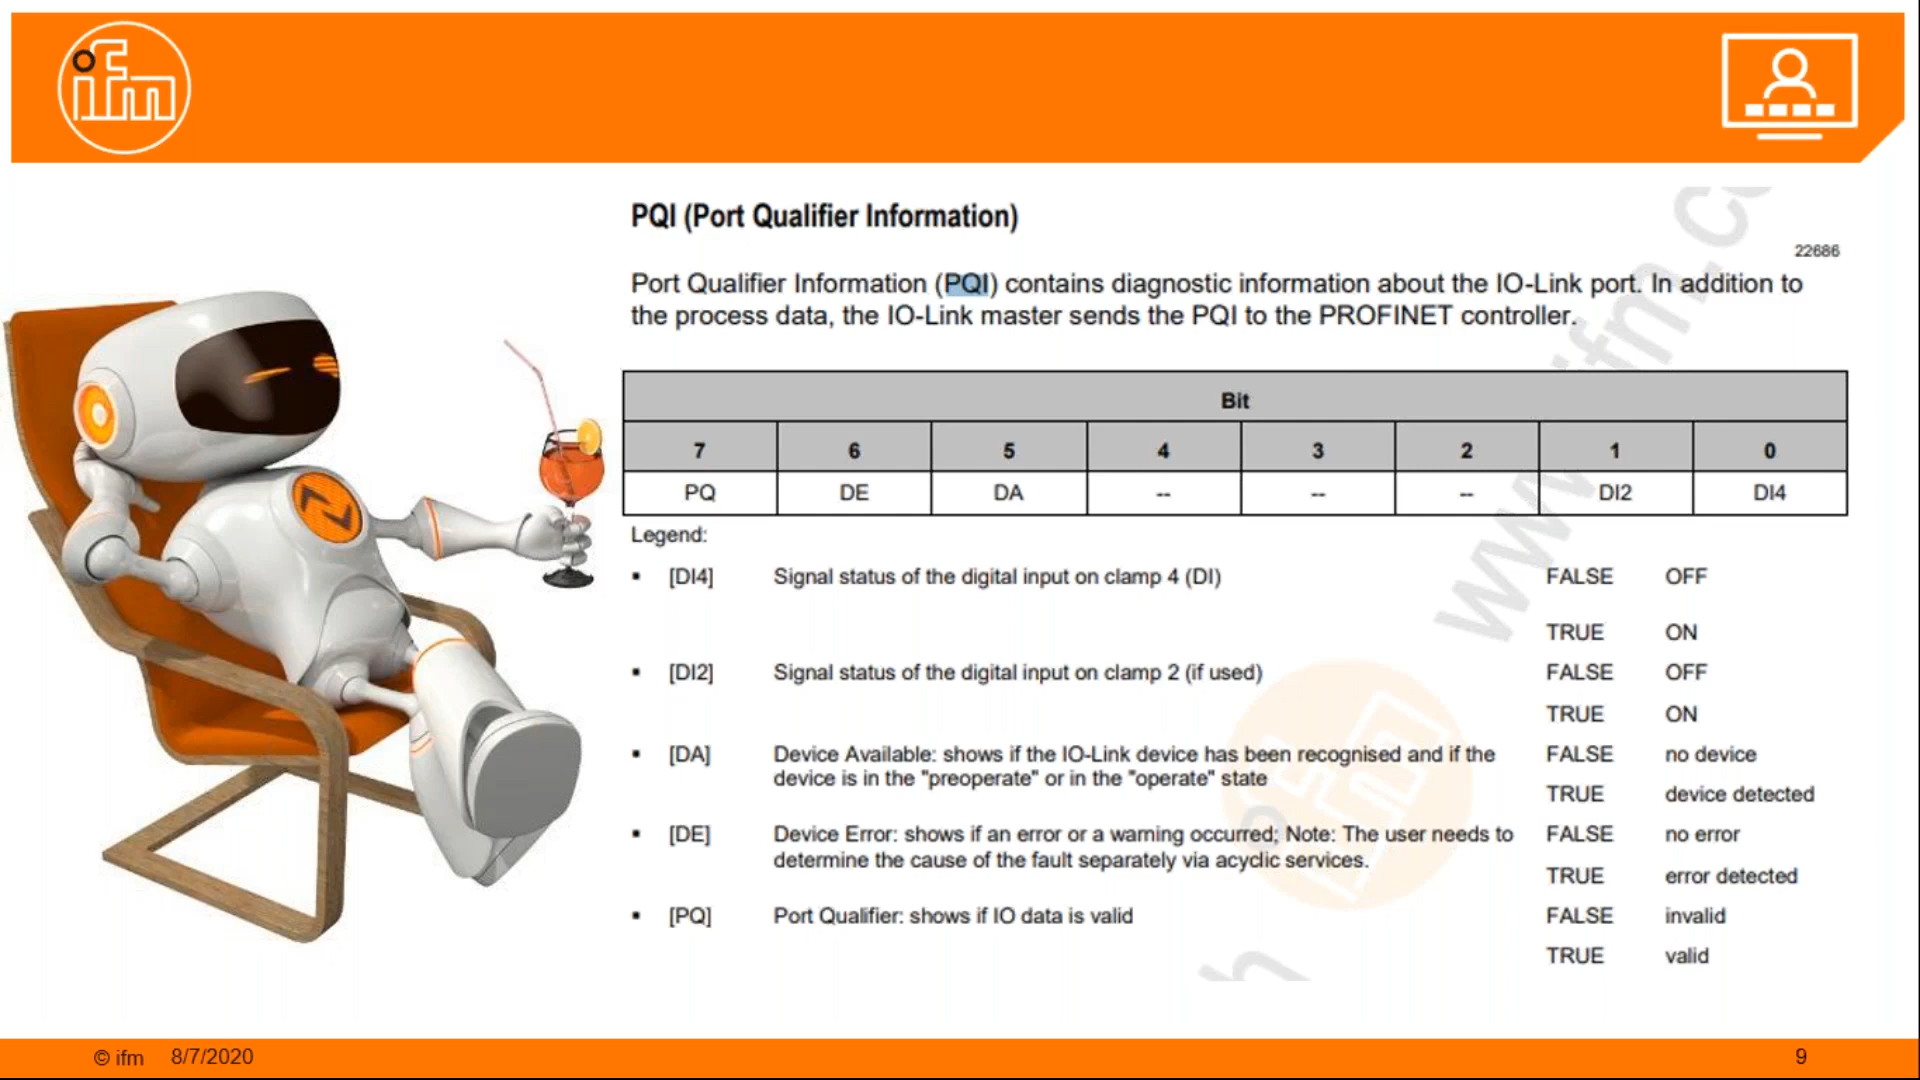 ifm
PQI (Port Qualifier Information)
22686
Port Qualifier Information (PQI) contains diagnostic information about the IO-Link port. In addition to
the process data, the IO-Link master sends the PQI to the PROFINET controller.
Bit
7 6 5 4 3 2 1 0
PQ DE DA -- -- -- DI2 DI4
Legend:
▪ [DI4] Signal status of the digital input on clamp 4 (DI) FALSE OFF
TRUE ON
▪ [DI2] Signal status of the digital input on clamp 2 (if used) FALSE OFF
TRUE ON
▪ [DA] Device Available: shows if the IO-Link device has been recognised and if the FALSE no device
device is in the "preoperate" or in the "operate" state
TRUE device detected
▪ [DE] Device Error: shows if an error or a warning occurred; Note: The user needs to FALSE no error
determine the cause of the fault separately via acyclic services.
TRUE error detected
▪ [PQ] Port Qualifier: shows if IO data is valid FALSE invalid
TRUE valid
www.ifm.c
ifm
© ifm 8/7/2020 9